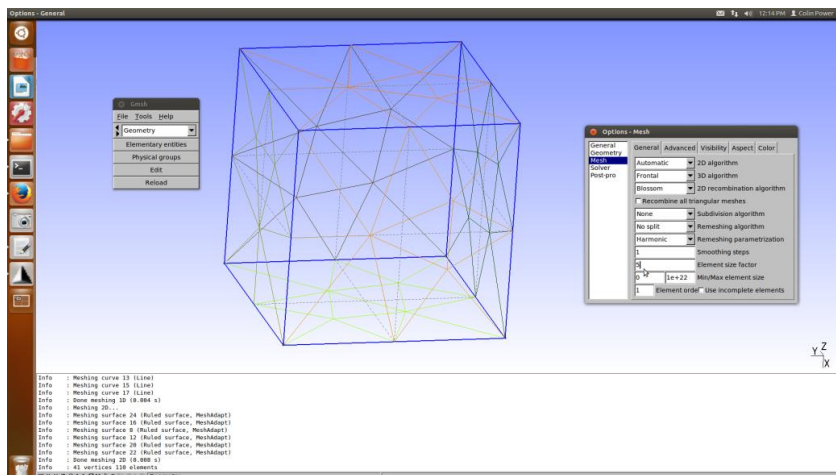 Options - General
12:14 PM Colin Power
Gmsh
File Tools Help
Geometry
Elementary entities
Physical groups
Edit
Reload
Options - Mesh
General
Geometry
Mesh
Solver
Post-pro
General Advanced Visibility Aspect Color
Automatic 2D algorithm
Frontal 3D algorithm
Blossom 2D recombination algorithm
Recombine all triangular meshes
None Subdivision algorithm
No split Remeshing algorithm
Harmonic Remeshing parametrization
1 Smoothing steps
5 Element size factor
0 1e+22 Min/Max element size
1 Element orde Use incomplete elements
Z
Y
X
Info : Meshing curve 13 (Line)
Info : Meshing curve 15 (Line)
Info : Meshing curve 17 (Line)
Info : Done meshing 1D (0.004 s)
Info : Meshing 2D...
Info : Meshing surface 24 (Ruled surface, MeshAdapt)
Info : Meshing surface 16 (Ruled surface, MeshAdapt)
Info : Meshing surface 8 (Ruled surface, MeshAdapt)
Info : Meshing surface 12 (Ruled surface, MeshAdapt)
Info : Meshing surface 20 (Ruled surface, MeshAdapt)
Info : Meshing surface 22 (Ruled surface, MeshAdapt)
Info : Done meshing 2D (0.000 s)
Info : 41 vertices 110 elements